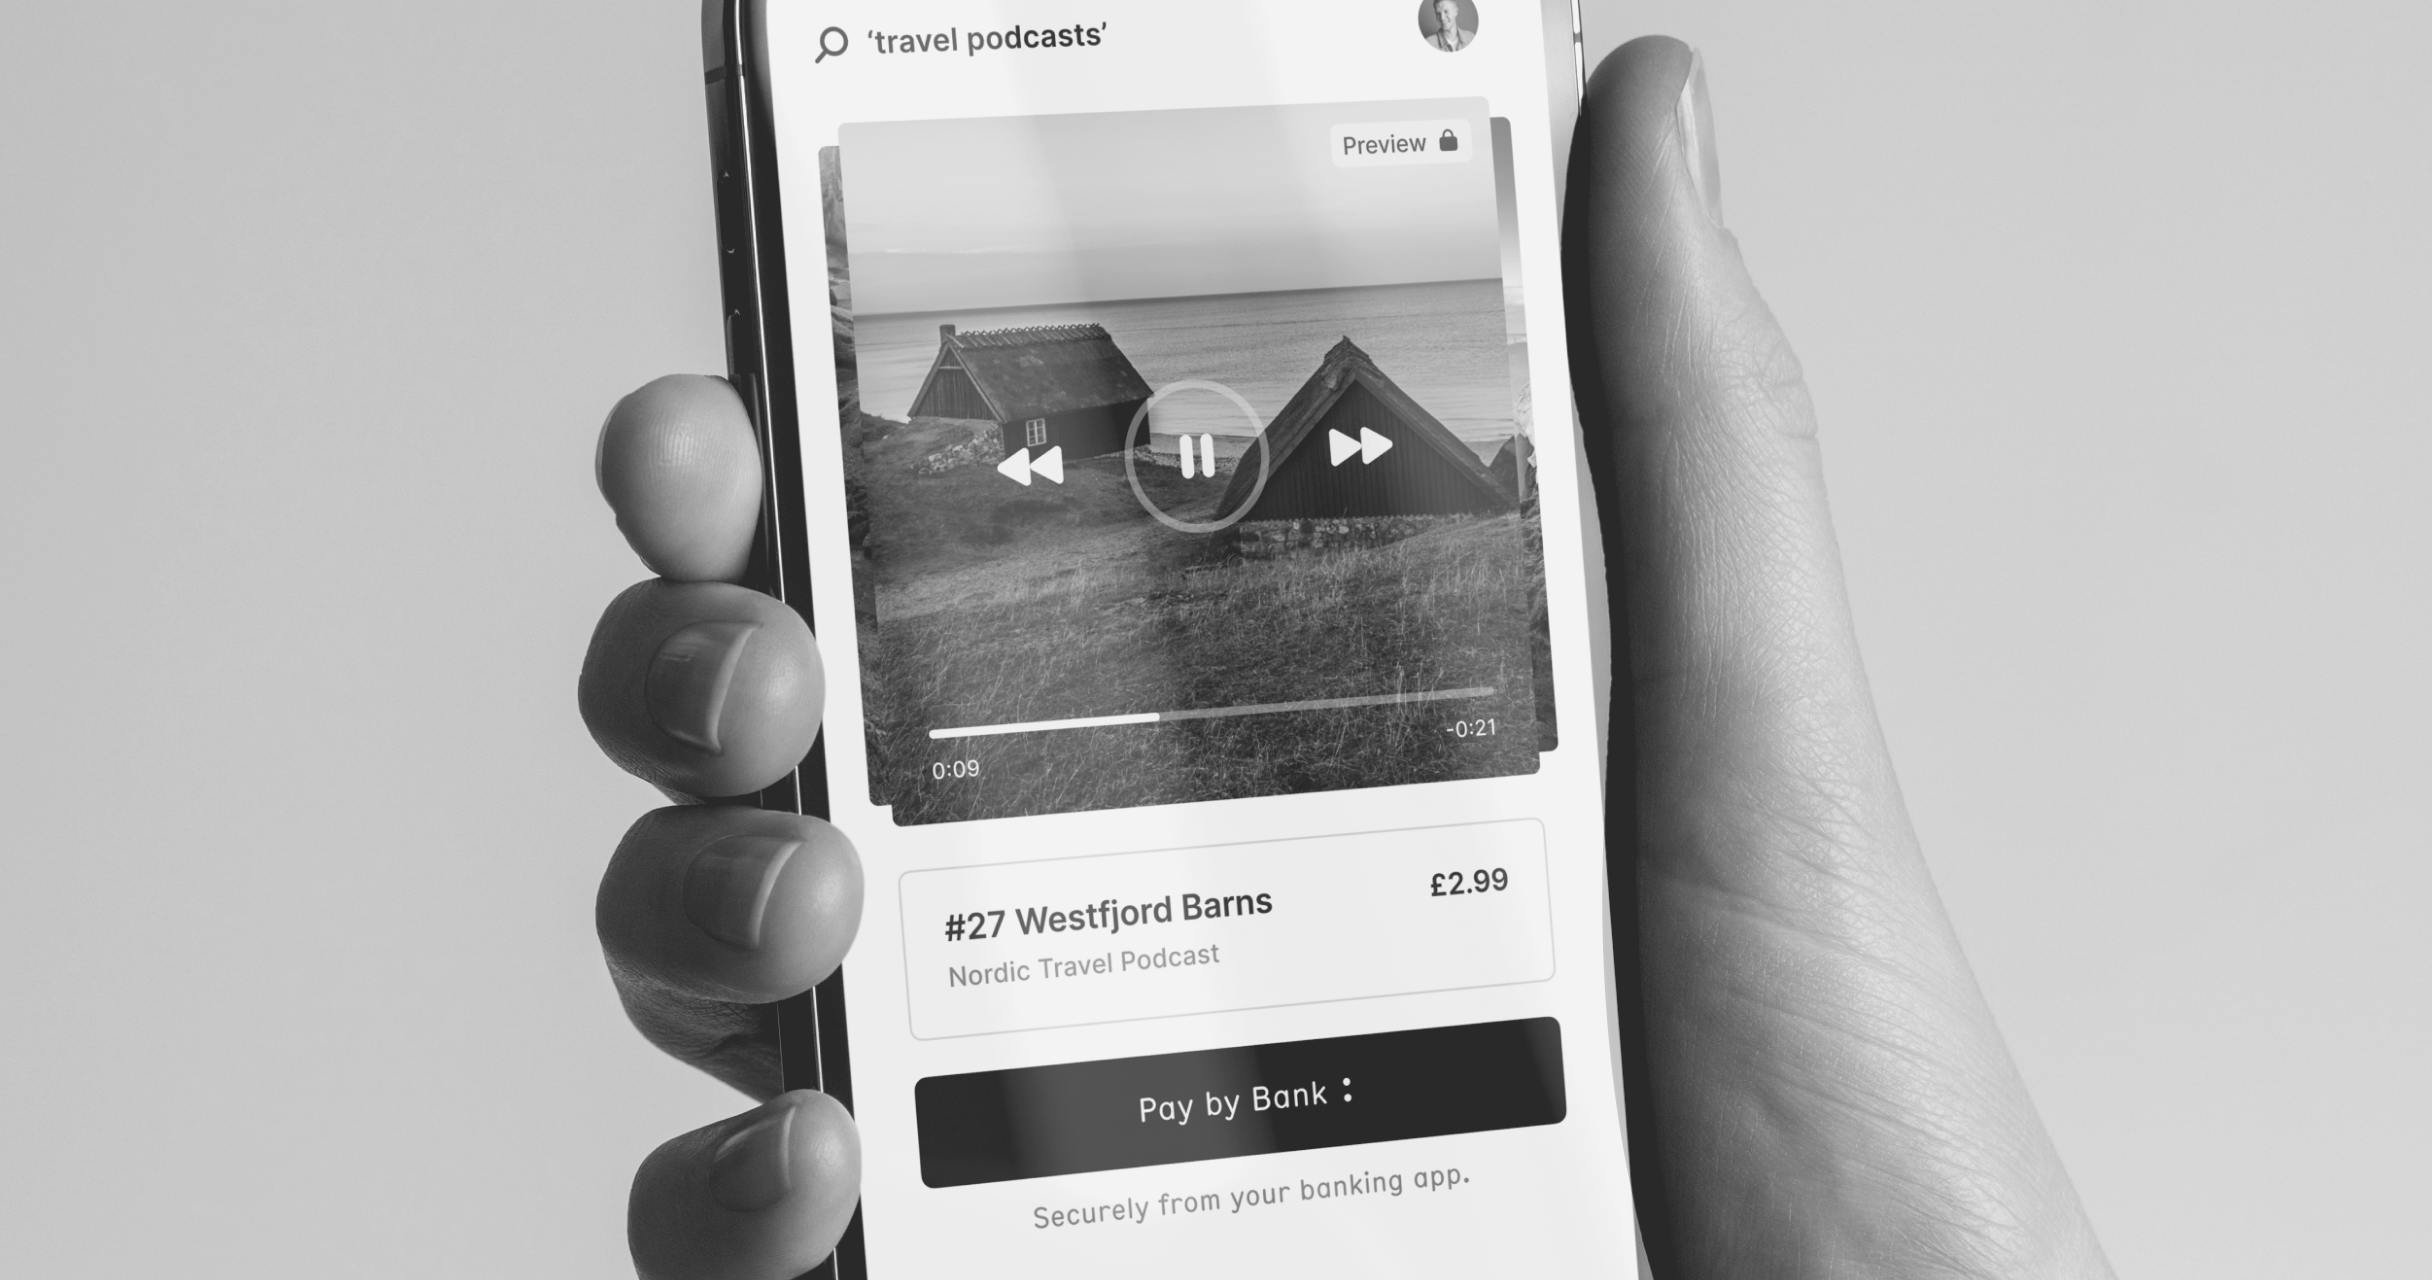 ‘travel podcasts’
Preview
-0:21
0:09
#27 Westfjord Barns
£2.99
Nordic Travel Podcast
Pay by Bank :
Securely from your banking app.